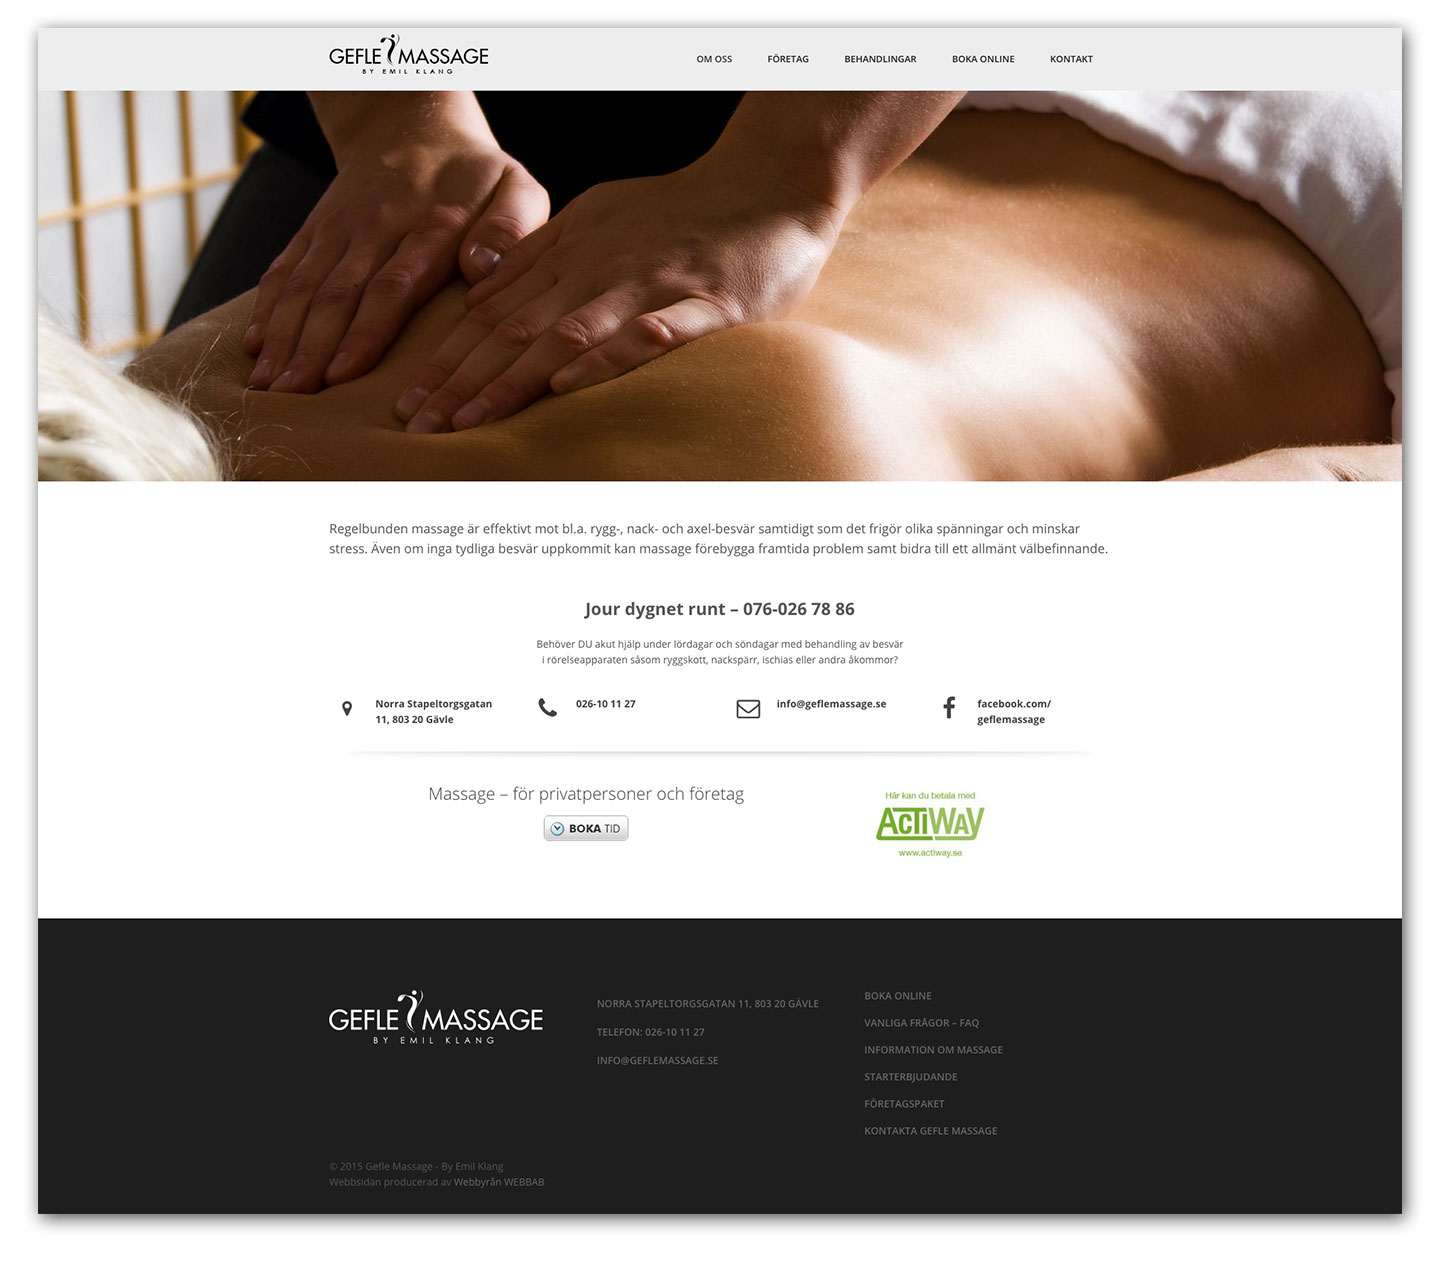 GEFLE MASSAGE
BY EMIL KLANG
OM OSS
FÖRETAG
BEHANDLINGAR
BOKA ONLINE
KONTAKT
Regelbunden massage är effektivt mot bl.a. rygg-, nack- och axel-besvär samtidigt som det frigör olika spänningar och minskar
stress. Även om inga tydliga besvär uppkommit kan massage förebygga framtida problem samt bidra till ett allmänt välbefinnande.
Jour dygnet runt – 076-026 78 86
Behöver DU akut hjälp under lördagar och söndagar med behandling av besvär
i rörelseapparaten såsom ryggskott, nackspärr, ischias eller andra åkommor?
Norra Stapeltorgsgatan
11, 803 20 Gävle
026-10 11 27
info@geflemassage.se
facebook.com/
geflemassage
Massage – för privatpersoner och företag
BOKA TID
Här kan du betala med
ACTIWAY
www.actiway.se
GEFLE MASSAGE
BY EMIL KLANG
NORRA STAPELTORGSGATAN 11, 803 20 GÄVLE
TELEFON: 026-10 11 27
INFO@GEFLEMASSAGE.SE
BOKA ONLINE
VANLIGA FRÅGOR – FAQ
INFORMATION OM MASSAGE
STARTERBJUDANDE
FÖRETAGSPAKET
KONTAKTA GEFLE MASSAGE
© 2015 Gefle Massage - By Emil Klang
Webbsidan producerad av Webbyrån WEBBAB